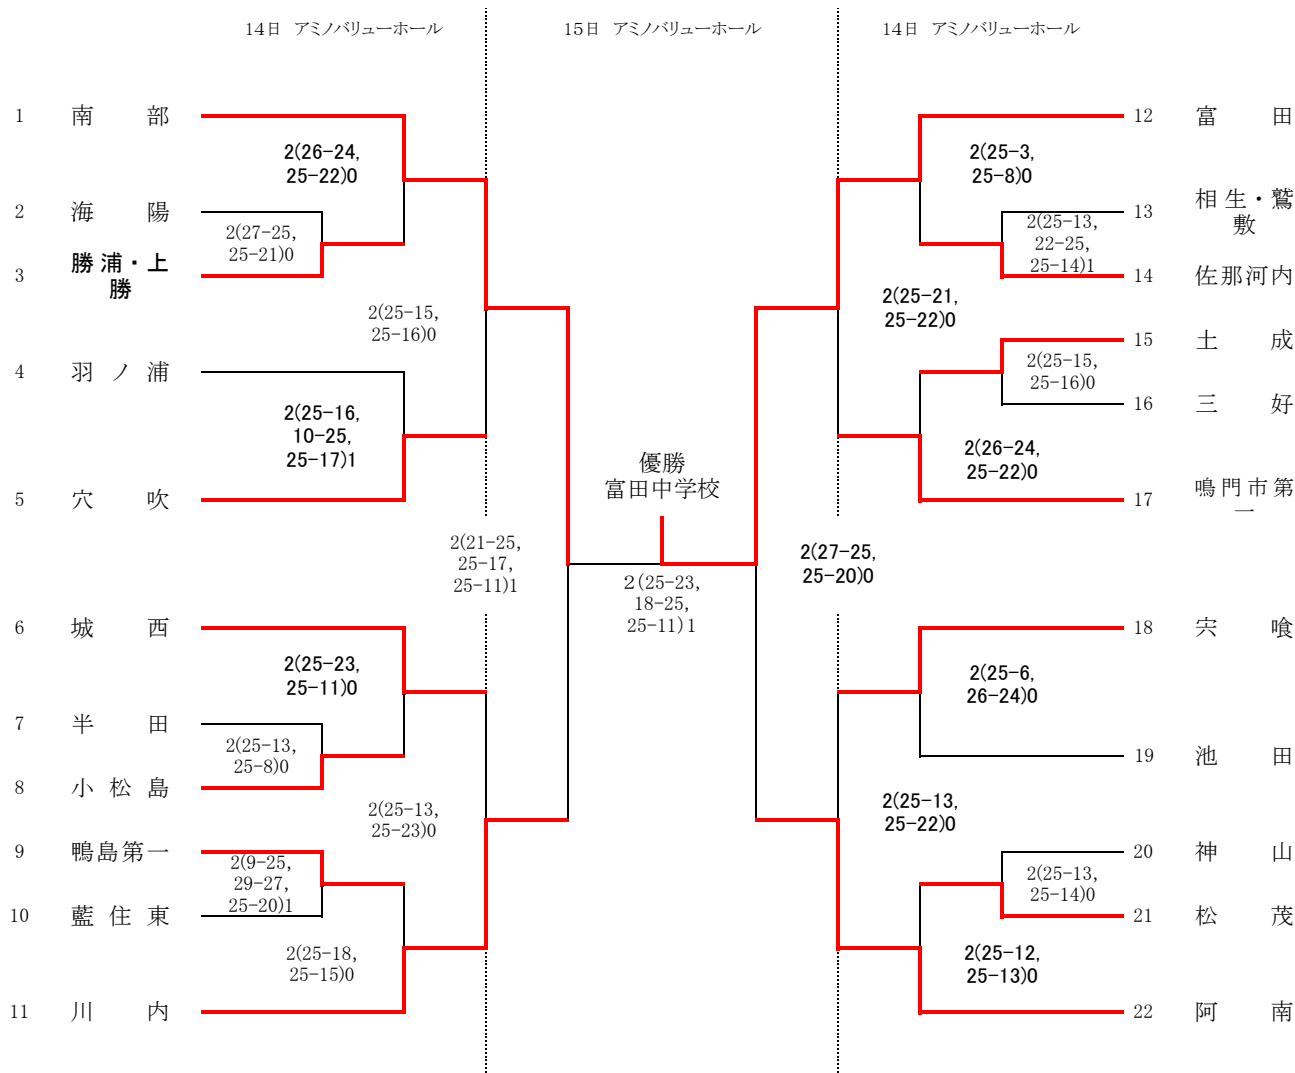 14日 アミノバリューホール
15日 アミノバリューホール
14日 アミノバリューホール
1 南部
2(26-24,
25-22)0
2 海陽
2(27-25,
25-21)0
3 勝浦・上
勝
2(25-15,
25-16)0
4 羽ノ浦
2(25-16,
10-25,
25-17)1
5 穴吹
2(21-25,
25-17,
25-11)1
6 城西
2(25-23,
25-11)0
7 半田
2(25-13,
25-8)0
8 小松島
2(25-13,
25-23)0
9 鴨島第一
2(9-25,
29-27,
25-20)1
10 藍住東
2(25-18,
25-15)0
11 川内
優勝
富田中学校
2(25-23,
18-25,
25-11)1
12 富田
2(25-3,
25-8)0
13 相生・鷲
敷
2(25-13,
22-25,
25-14)1
14 佐那河内
2(25-21,
25-22)0
15 土成
2(25-15,
25-16)0
16 三好
2(26-24,
25-22)0
17 鳴門市第
一
2(27-25,
25-20)0
18 宍喰
2(25-6,
26-24)0
19 池田
2(25-13,
25-22)0
20 神山
2(25-13,
25-14)0
21 松茂
2(25-12,
25-13)0
22 阿南